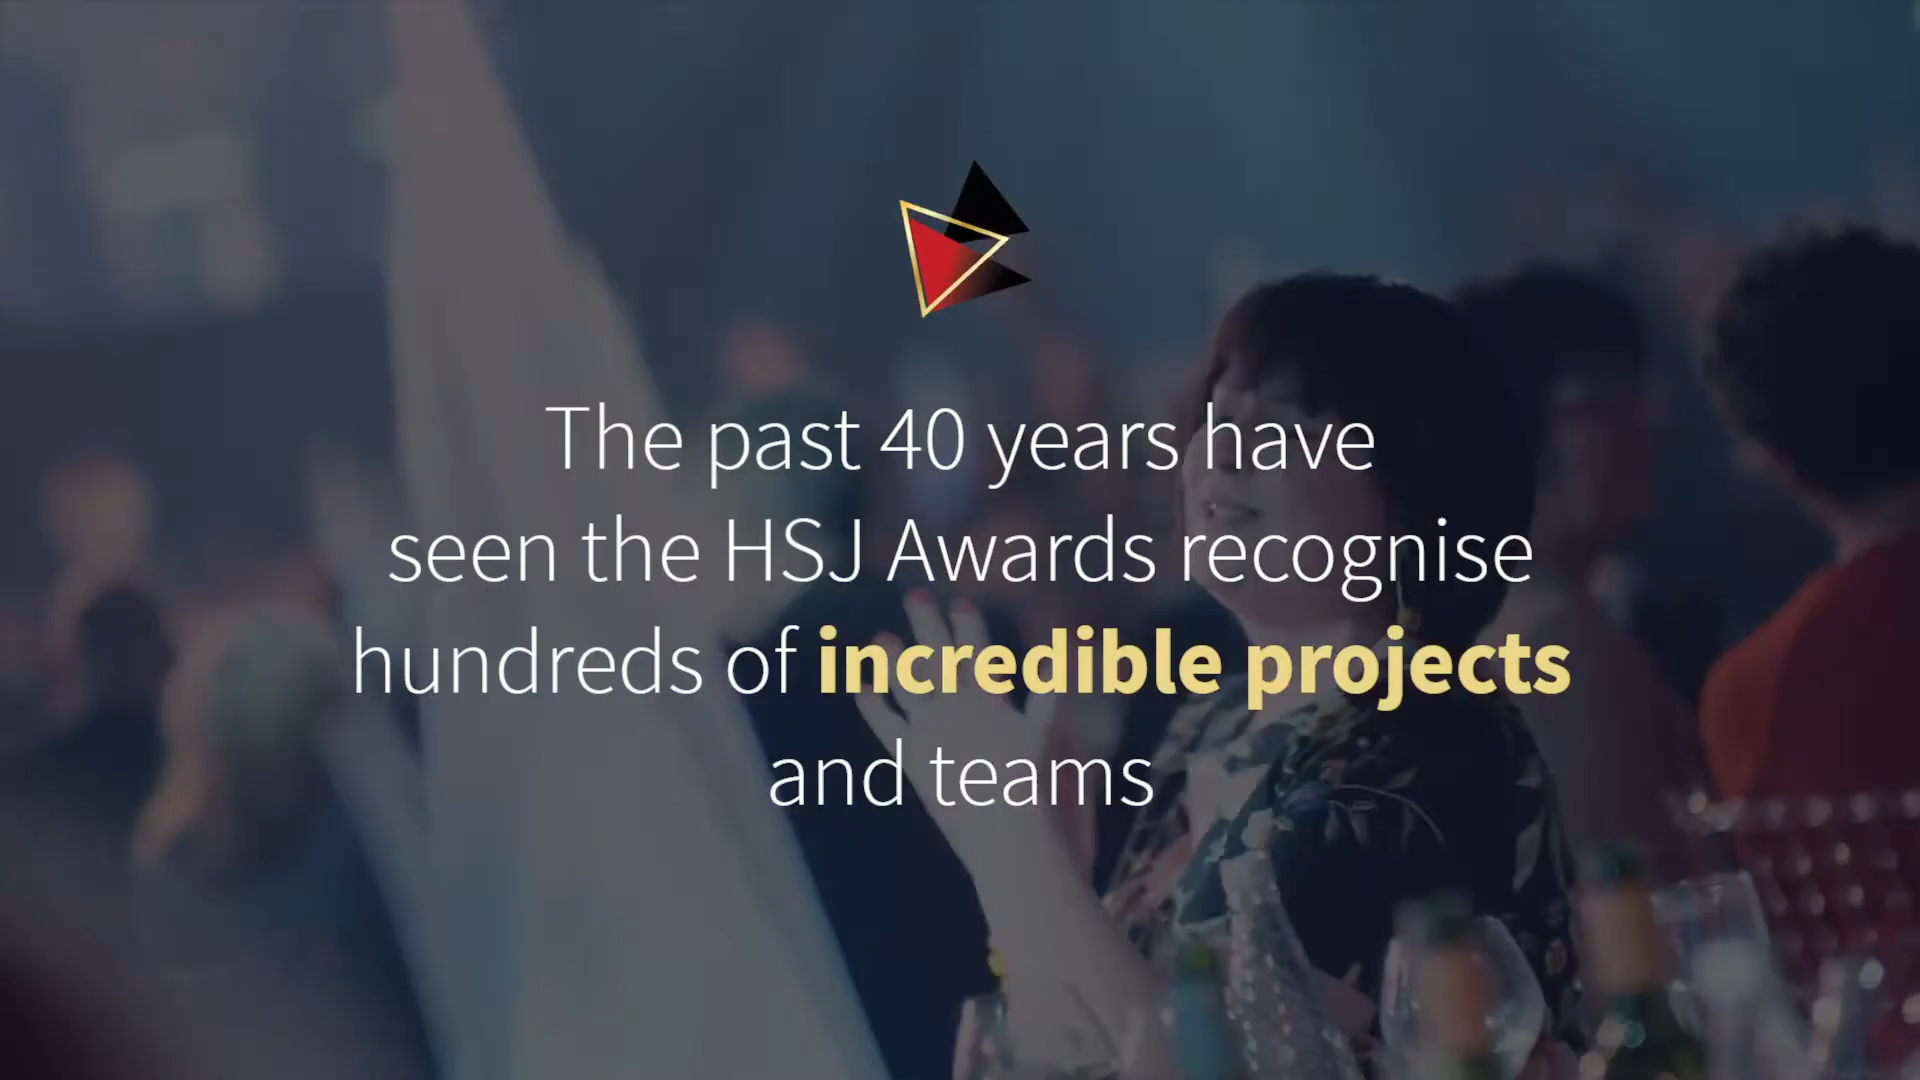 The past 40 years have
seen the HSJ Awards recognise
hundreds of incredible projects
and teams